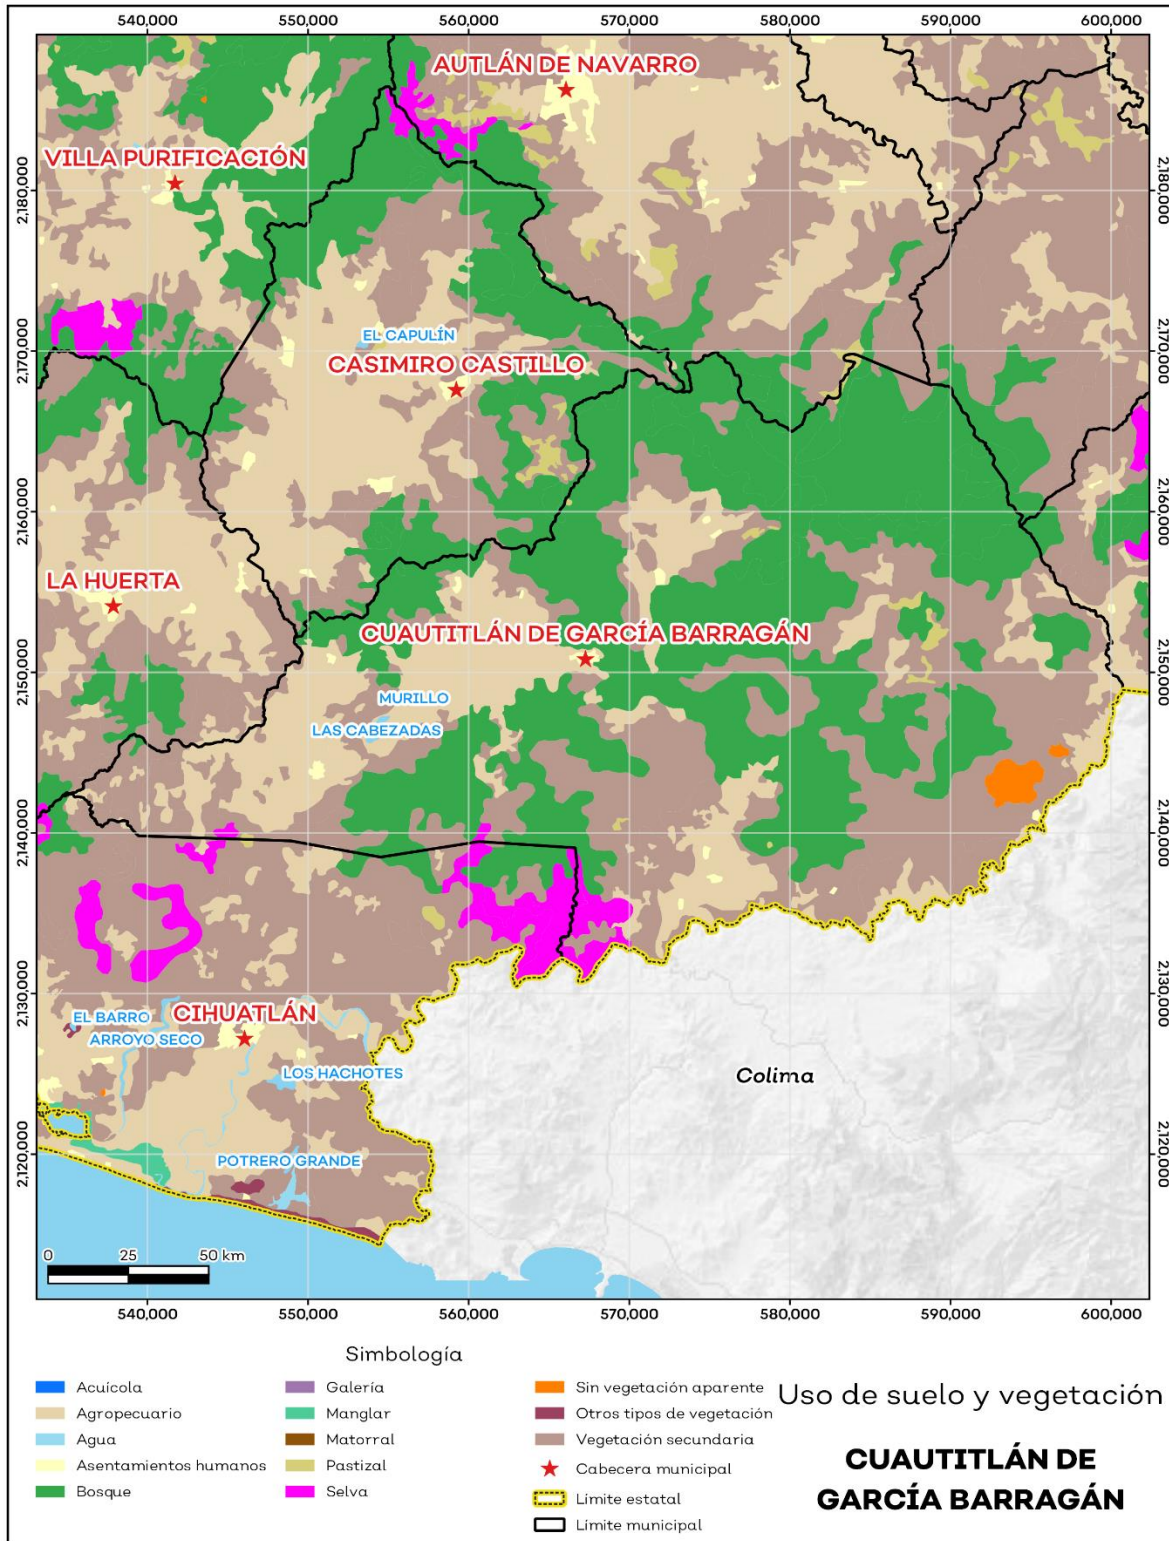 540,000 550,000 560,000 570,000 580,000 590,000 600,000
AUTLÁN DE NAVARRO
VILLA PURIFICACIÓN
2,180,000 2,180,000
EL CAPULÍN
2,170,000 2,170,000
CASIMIRO CASTILLO
2,160,000 2,160,000
LA HUERTA
CUAUTITLÁN DE GARCÍA BARRAGÁN
2,150,000 2,150,000
MURILLO
LAS CABEZADAS
2,140,000 2,140,000
2,130,000 2,130,000
CIHUATLÁN
EL BARRO
ARROYO SECO
LOS HACHOTES
Colima
2,120,000 2,120,000
POTRERO GRANDE
0 25 50 km
540,000 550,000 560,000 570,000 580,000 590,000 600,000
Simbología
Acuícola
Agropecuario
Agua
Asentamientos humanos
Bosque
Galería
Manglar
Matorral
Pastizal
Selva
Sin vegetación aparente
Otros tipos de vegetación
Vegetación secundaria
Cabecera municipal
Límite estatal
Límite municipal
Uso de suelo y vegetación
CUAUTITLÁN DE
GARCÍA BARRAGÁN